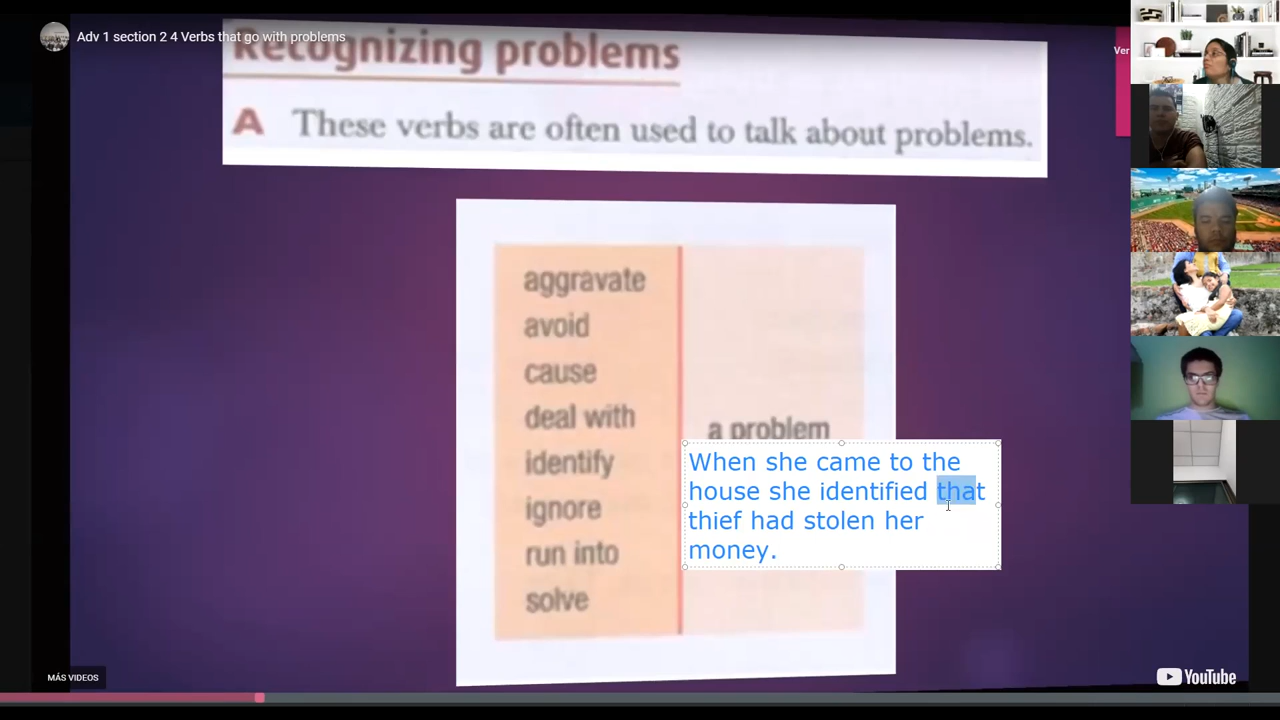 Adv 1 section 2 4 Verbs that go with problems
Ver
Recognizing problems
A These verbs are often used to talk about problems.
aggravate
avoid
cause
deal with
identify
ignore
run into
solve
a problem
When she came to the
house she identified that
thief had stolen her
money.
MÁS VIDEOS
YouTube